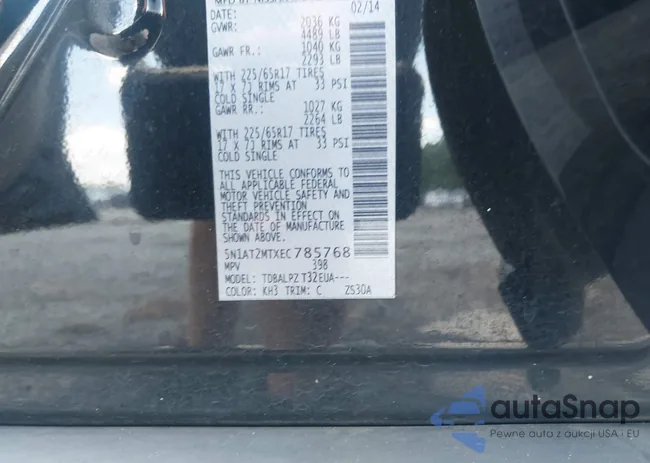 DATE: 02/14
GVWR: 2036 KG
4489 LB
GAWR FR.: 1040 KG
2293 LB
WITH 225/65R17 TIRES
17 X 7J RIMS AT 33 PSI
COLD SINGLE
GAWR RR.: 1027 KG
2264 LB
WITH 225/65R17 TIRES
17 X 7J RIMS AT 33 PSI
COLD SINGLE
THIS VEHICLE CONFORMS TO
ALL APPLICABLE FEDERAL
MOTOR VEHICLE SAFETY AND
THEFT PREVENTION
STANDARDS IN EFFECT ON
THE DATE OF MANUFACTURE
SHOWN ABOVE.
5N1AT2MTXEC785768
MPV 398
TDBALPZ T32EUA---
COLOR: KH3 TRIM: C ZS30A
autaSnap
Pewne auta z aukcji USA i EU